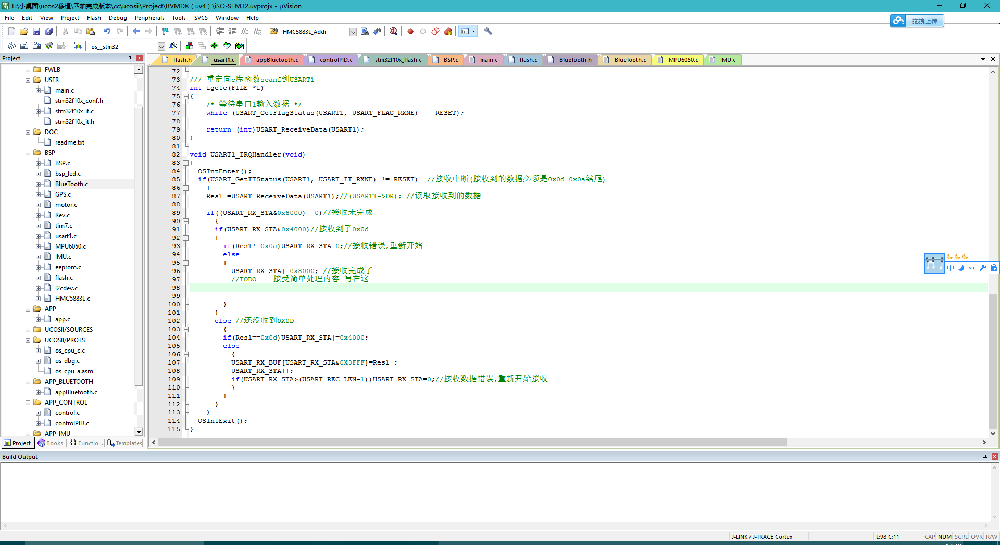 F:\小桌面\ucos2移植\四轴完成版本\cc\ucosii\Project\RVMDK（uv4）\iSO-STM32.uvprojx - µVision
File Edit View Project Flash Debug Peripherals Tools SVCS Window Help
拖拽上传
HMC5883L_Addr
LOAD
os__stm32
Project
flash.h usart1.c appBluetooth.c controlPID.c stm32f10x_flash.c BSP.c main.c flash.c BlueTooth.h BlueTooth.c MPU6050.c IMU.c
FWLB
USER
main.c
stm32f10x_conf.h
stm32f10x_it.c
stm32f10x_it.h
DOC
readme.txt
BSP
BSP.c
bsp_led.c
BlueTooth.c
GPS.c
motor.c
Rev.c
tim7.c
usart1.c
MPU6050.c
IMU.c
eeprom.c
flash.c
I2cdev.c
HMC5883L.c
APP
app.c
UCOSII/SOURCES
UCOSII/PROTS
os_cpu_c.c
os_dbg.c
os_cpu_a.asm
APP_BLUETOOTH
appBluetooth.c
APP_CONTROL
control.c
controlPID.c
APP_IMU
Project Books {} Functio... Templates
72
73 /// 重定向c库函数scanf到USART1
74 int fgetc(FILE *f)
75 {
76 /* 等待串口1输入数据 */
77 while (USART_GetFlagStatus(USART1, USART_FLAG_RXNE) == RESET);
78
79 return (int)USART_ReceiveData(USART1);
80 }
81
82 void USART1_IRQHandler(void)
83 {
84 OSIntEnter();
85 if(USART_GetITStatus(USART1, USART_IT_RXNE) != RESET) //接收中断(接收到的数据必须是0x0d 0x0a结尾)
86 {
87 Res1 =USART_ReceiveData(USART1);//(USART1->DR); //读取接收到的数据
88
89 if((USART_RX_STA&0x8000)==0)//接收未完成
90 {
91 if(USART_RX_STA&0x4000)//接收到了0x0d
92 {
93 if(Res1!=0x0a)USART_RX_STA=0;//接收错误,重新开始
94 else
95 {
96 USART_RX_STA|=0x8000; //接收完成了
97 //TODO 接受简单处理内容 写在这
98
99
100 }
101 }
102 else //还没收到0X0D
103 {
104 if(Res1==0x0d)USART_RX_STA|=0x4000;
105 else
106 {
107 USART_RX_BUF[USART_RX_STA&0X3FFF]=Res1 ;
108 USART_RX_STA++;
109 if(USART_RX_STA>(USART_REC_LEN-1))USART_RX_STA=0;//接收数据错误,重新开始接收
110 }
111 }
112 }
113 }
114 OSIntExit();
115 }
中
Build Output
J-LINK / J-TRACE Cortex L:98 C:11 CAP NUM SCRL OVR R/W